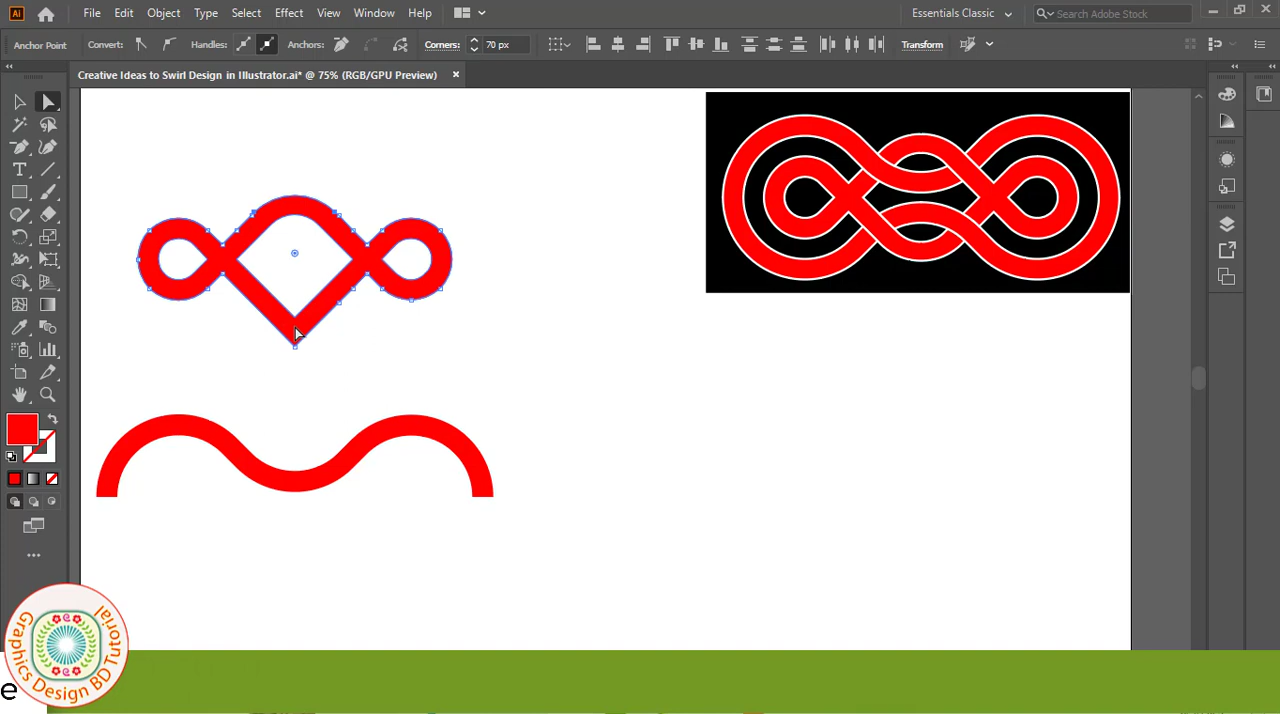 Ai File Edit Object Type Select Effect View Window Help Essentials Classic Search Adobe Stock
Anchor Point Convert: Handles: Anchors: Corners: 70 px Transform
Creative Ideas to Swirl Design in Illustrator.ai* @ 75% (RGB/GPU Preview)
Graphics Design BD Tutorial
e